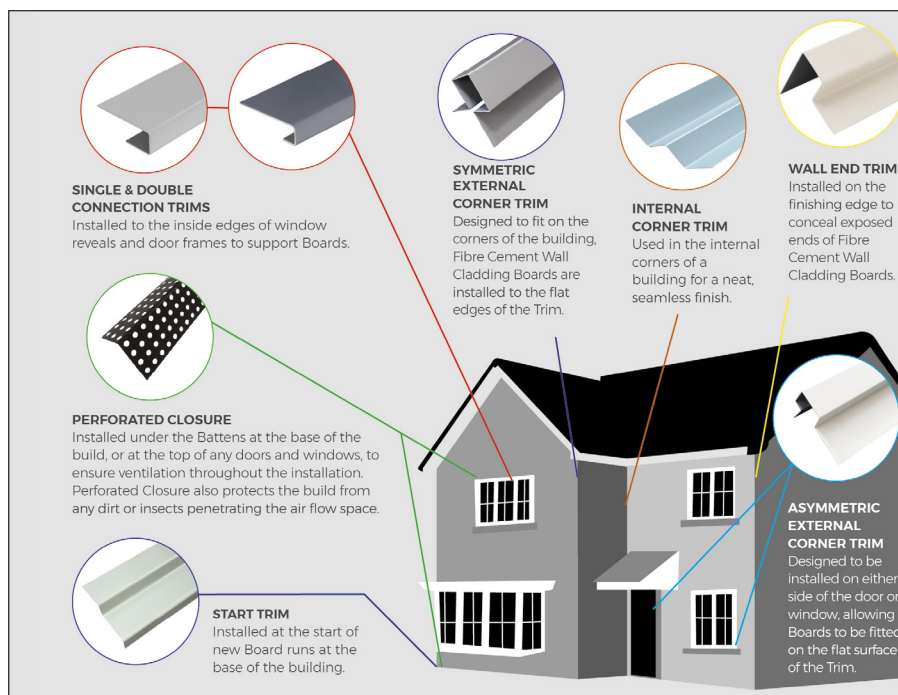 SINGLE & DOUBLE
CONNECTION TRIMS
Installed to the inside edges of window
reveals and door frames to support Boards.
SYMMETRIC
EXTERNAL
CORNER TRIM
Designed to fit on the
corners of the building,
Fibre Cement Wall
Cladding Boards are
installed to the flat
edges of the Trim.
INTERNAL
CORNER TRIM
Used in the internal
corners of a
building for a neat,
seamless finish.
WALL END TRIM
Installed on the
finishing edge to
conceal exposed
ends of Fibre
Cement Wall
Cladding Boards.
PERFORATED CLOSURE
Installed under the Battens at the base of the
build, or at the top of any doors and windows, to
ensure ventilation throughout the installation.
Perforated Closure also protects the build from
any dirt or insects penetrating the air flow space.
START TRIM
Installed at the start of
new Board runs at the
base of the building.
ASYMMETRIC
EXTERNAL
CORNER TRIM
Designed to be
installed on either
side of the door or
window, allowing
Boards to be fitted
on the flat surface
of the Trim.